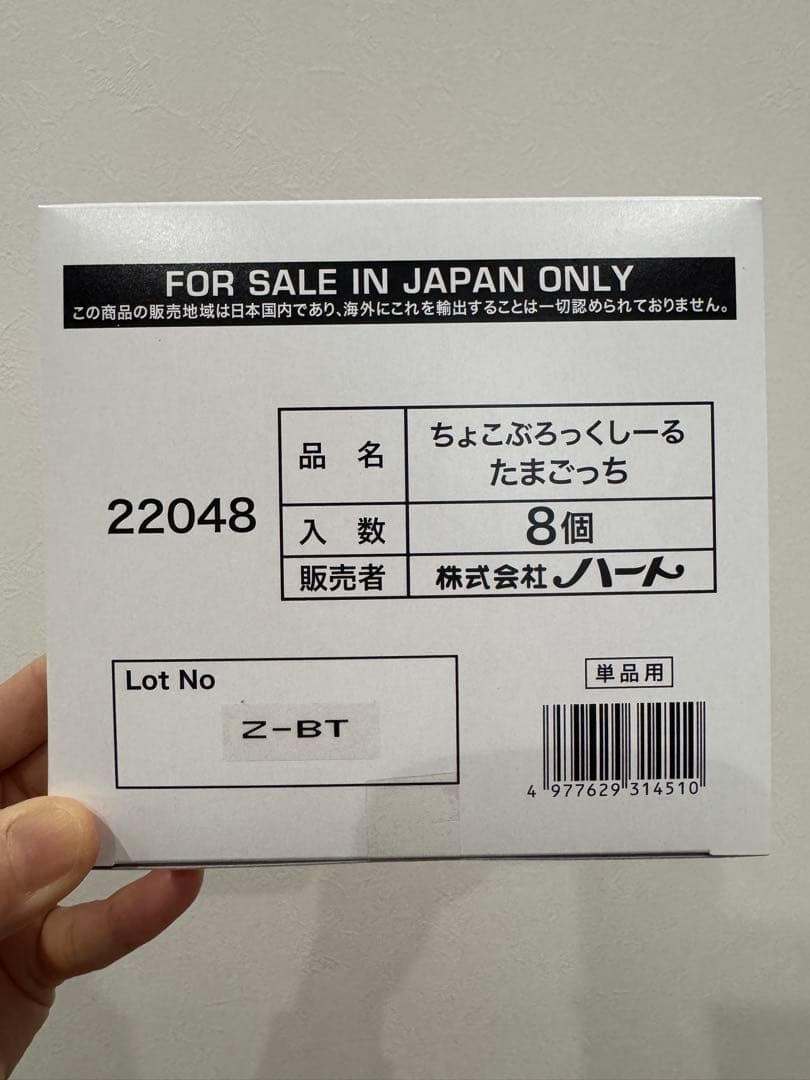 FOR SALE IN JAPAN ONLY
この商品の販売地域は日本国内であり、海外にこれを輸出することは一切認められておりません。
22048
品 名
ちょこぶろっくしーる
たまごっち
入 数
8個
販売者
株式会社ハート
Lot No
Z-BT
単品用
4 977629 314510